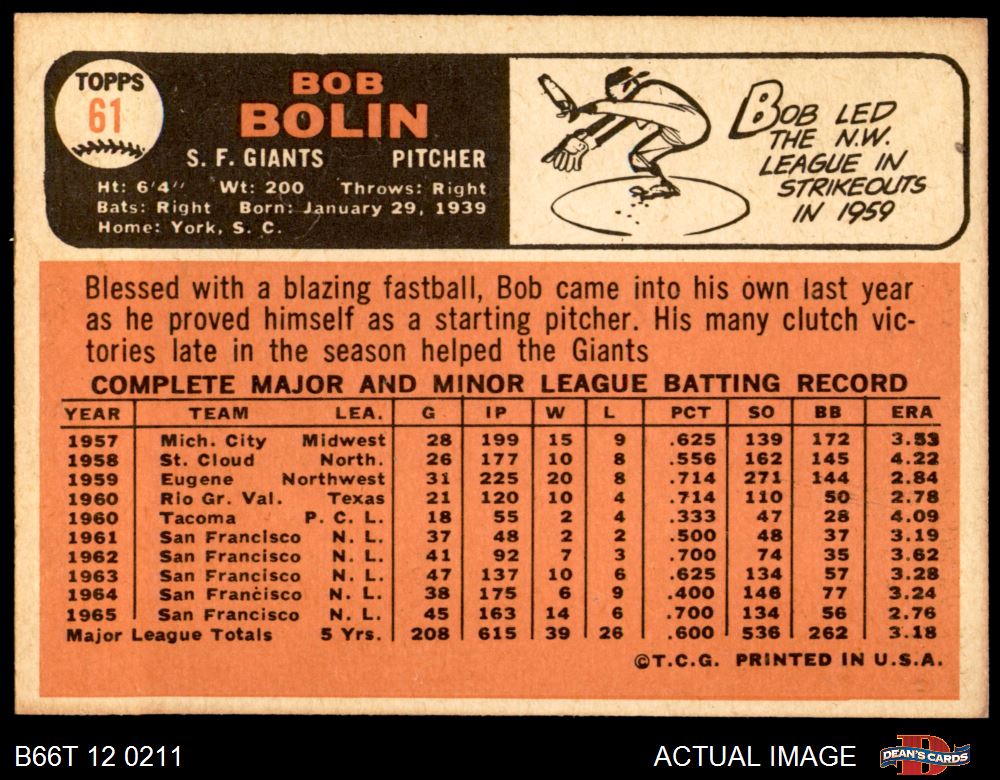 TOPPS
61
BOB
BOLIN
S. F. GIANTS PITCHER
Ht: 6'4" Wt: 200 Throws: Right
Bats: Right Born: January 29, 1939
Home: York, S. C.
BOB LED
THE N.W.
LEAGUE IN
STRIKEOUTS
IN 1959
Blessed with a blazing fastball, Bob came into his own last year
as he proved himself as a starting pitcher. His many clutch vic-
tories late in the season helped the Giants
COMPLETE MAJOR AND MINOR LEAGUE BATTING RECORD
YEAR TEAM LEA. G IP W L PCT SO BB ERA
1957 Mich. City Midwest 28 199 15 9 .625 139 172 3.53
1958 St. Cloud North. 26 177 10 8 .556 162 145 4.22
1959 Eugene Northwest 31 225 20 8 .714 271 144 2.84
1960 Rio Gr. Val. Texas 21 120 10 4 .714 110 50 2.78
1960 Tacoma P. C. L. 18 55 2 4 .333 47 28 4.09
1961 San Francisco N. L. 37 48 2 2 .500 48 37 3.19
1962 San Francisco N. L. 41 92 7 3 .700 74 35 3.62
1963 San Francisco N. L. 47 137 10 6 .625 134 57 3.28
1964 San Francisco N. L. 38 175 6 9 .400 146 77 3.24
1965 San Francisco N. L. 45 163 14 6 .700 134 56 2.76
Major League Totals 5 Yrs. 208 615 39 26 .600 536 262 3.18
©T.C.G. PRINTED IN U.S.A.
B66T 12 0211 ACTUAL IMAGE DEAN'S CARDS